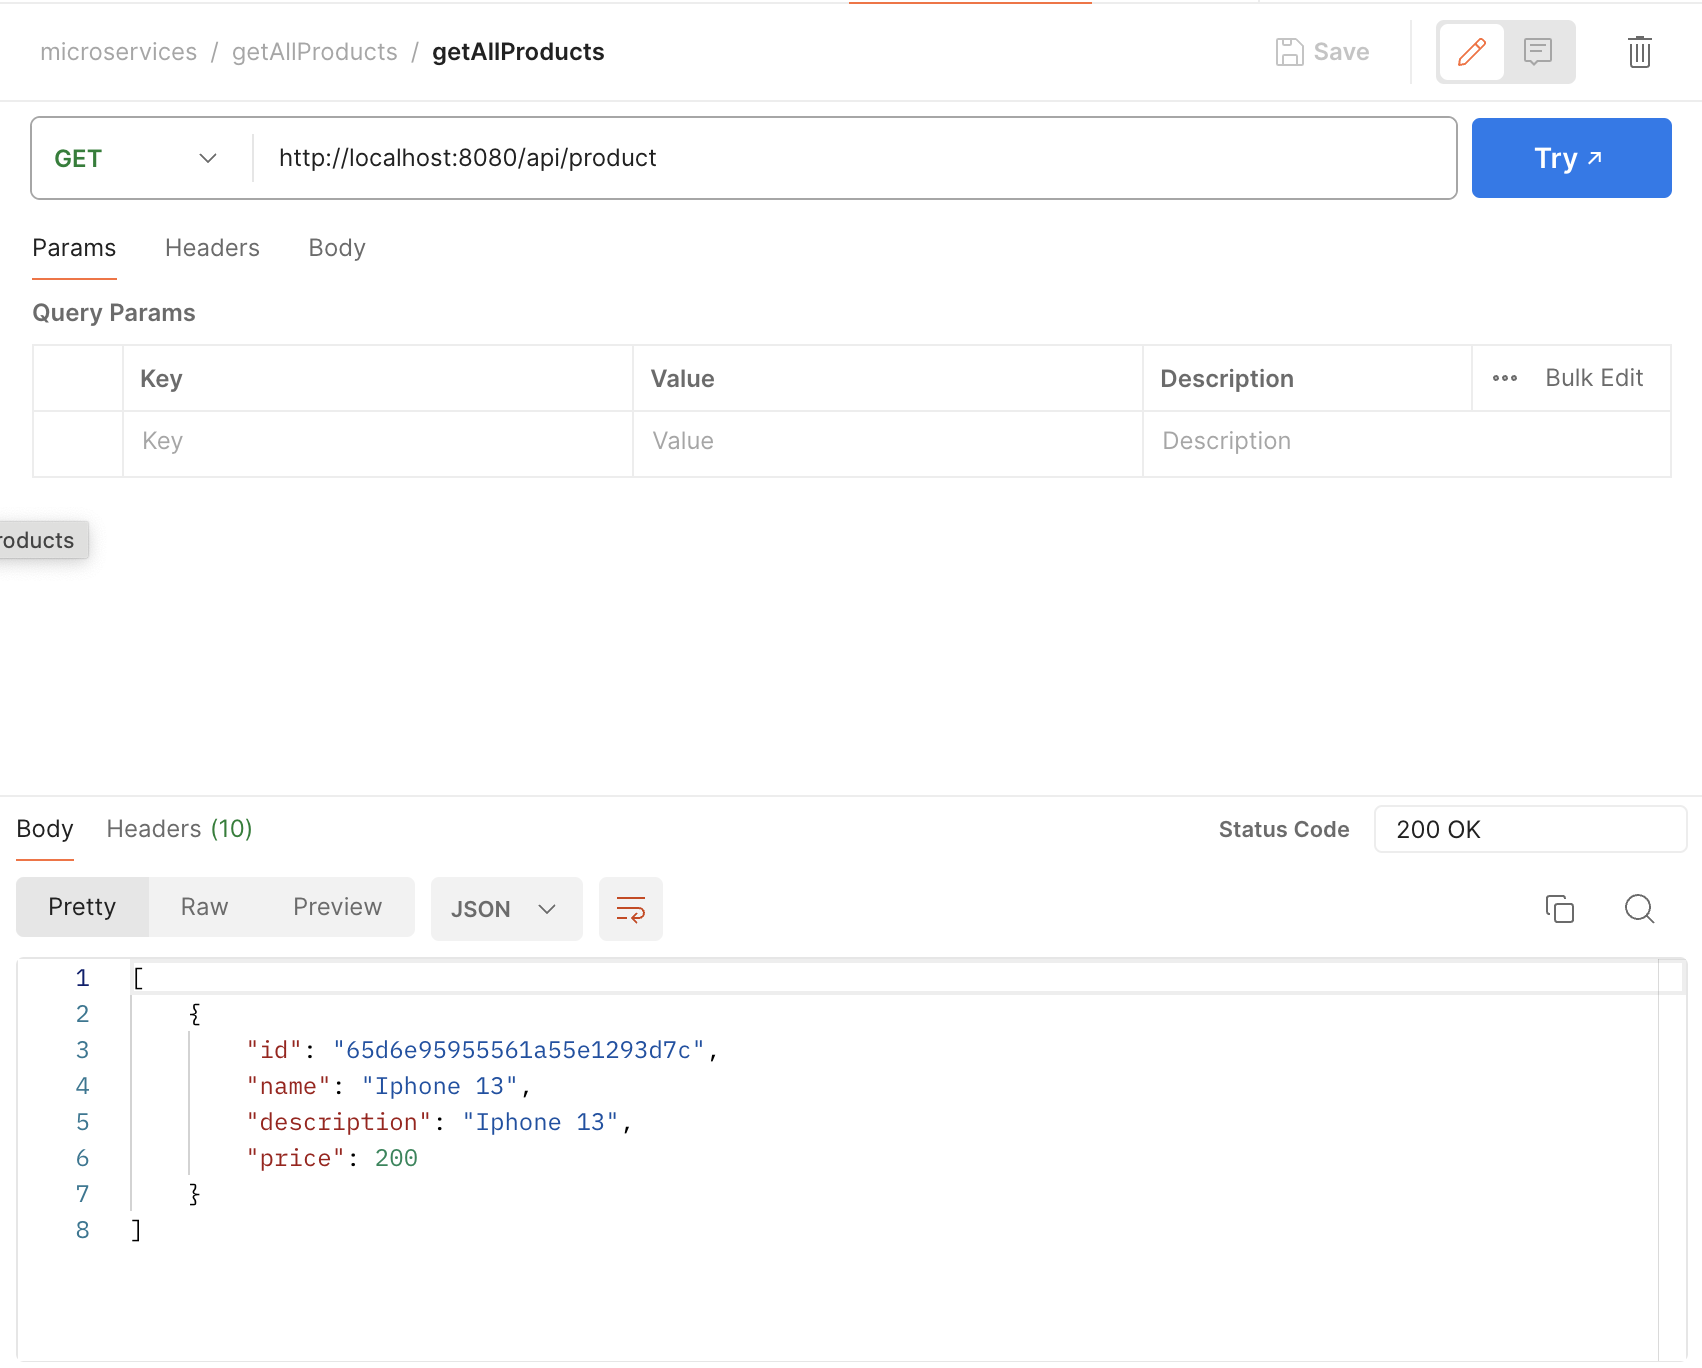 microservices / getAllProducts / getAllProducts
Save
GET http://localhost:8080/api/product
Try
Params Headers Body
Query Params
Key Value Description ••• Bulk Edit
Key Value Description
roducts
Body Headers (10)
Status Code 200 OK
Pretty Raw Preview JSON
1 [
2 {
3 "id": "65d6e95955561a55e1293d7c",
4 "name": "Iphone 13",
5 "description": "Iphone 13",
6 "price": 200
7 }
8 ]